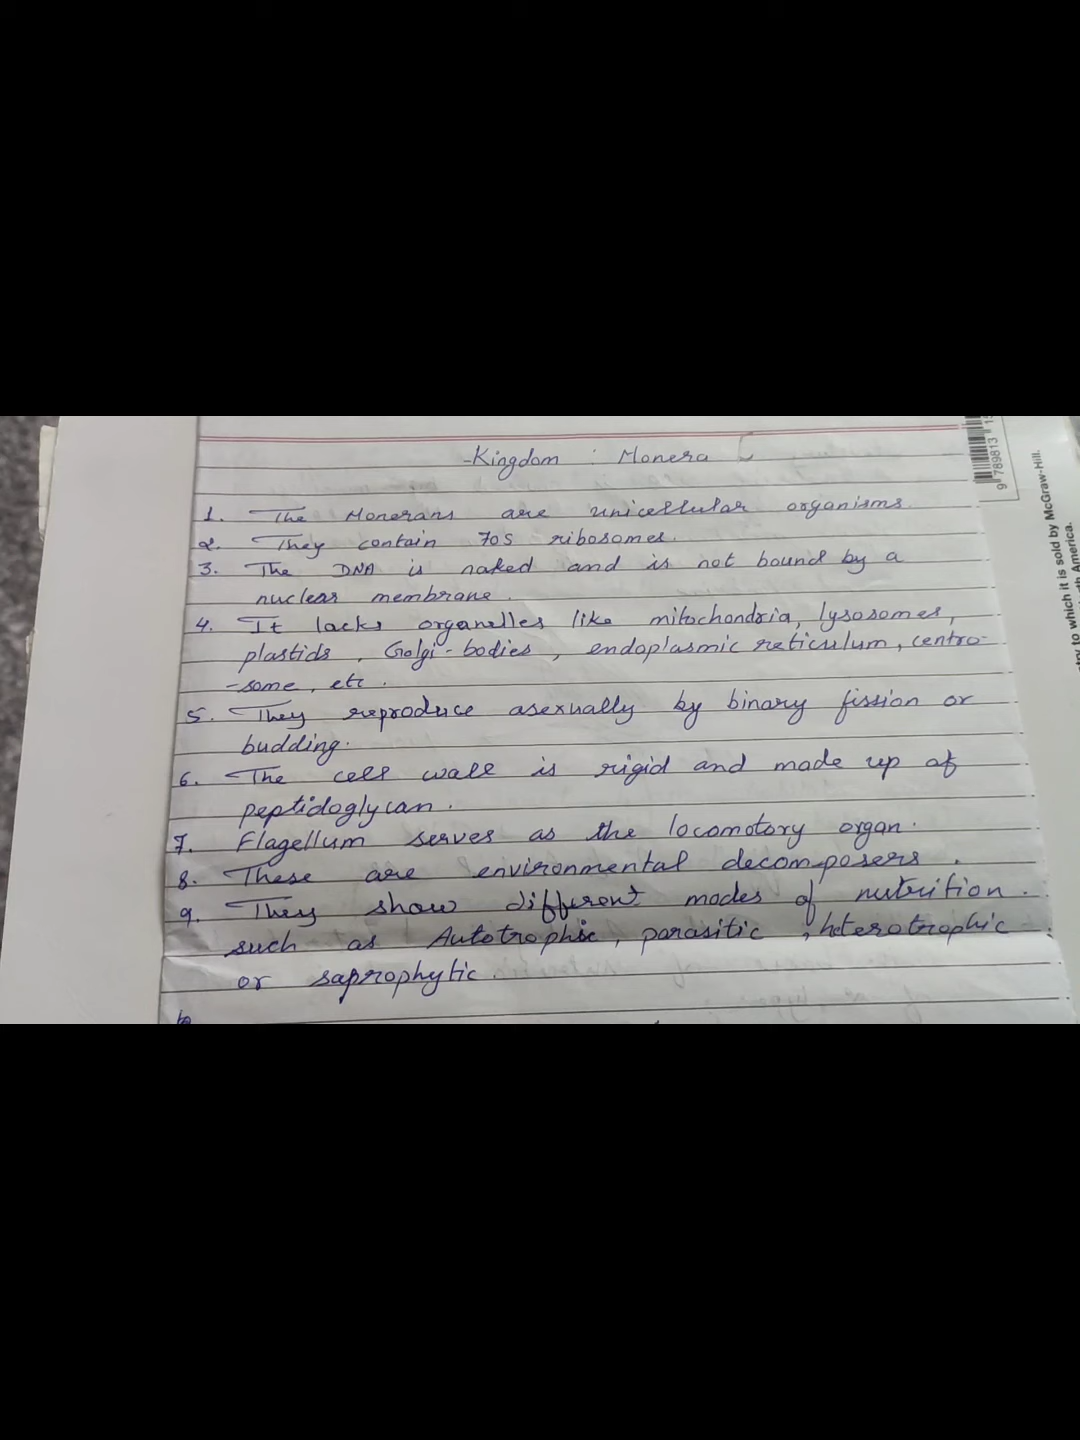 Kingdom : Monera
1. The Monerans are unicellular organisms.
2. They contain 70S ribosomes.
3. The DNA is naked and is not bound by a
nuclear membrane.
4. It lacks organelles like mitochondria, lysosomes,
plastids, Golgi-bodies, endoplasmic reticulum, centro-
-some, etc.
5. They reproduce asexually by binary fission or
budding.
6. The cell wall is rigid and made up of
peptidoglycan.
7. Flagellum serves as the locomotory organ.
8. These are environmental decomposers.
9. They show different modes of nutrition.
such as Autotrophic, parasitic, heterotrophic
or saprophytic.
9 789813
to which it is sold by McGraw-Hill.
America.